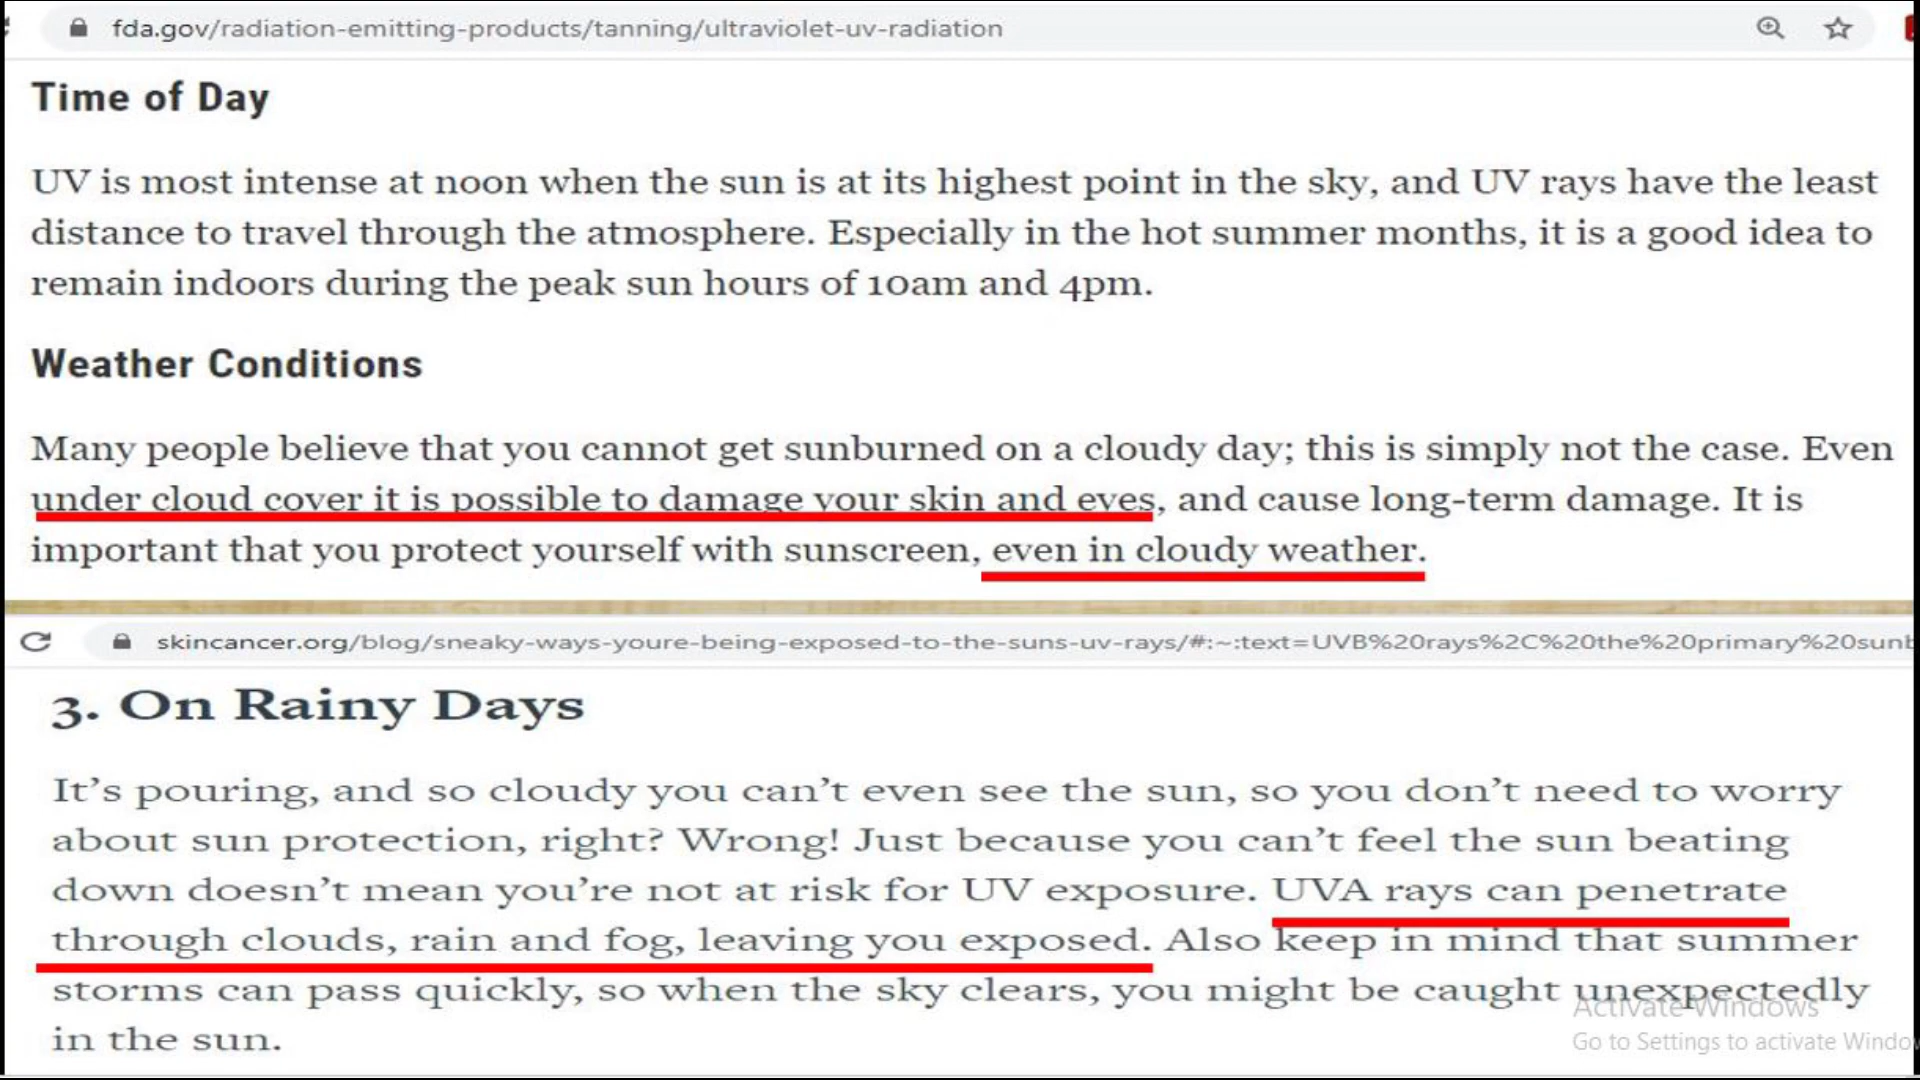 fda.gov/radiation-emitting-products/tanning/ultraviolet-uv-radiation
Time of Day
UV is most intense at noon when the sun is at its highest point in the sky, and UV rays have the least
distance to travel through the atmosphere. Especially in the hot summer months, it is a good idea to
remain indoors during the peak sun hours of 10am and 4pm.
Weather Conditions
Many people believe that you cannot get sunburned on a cloudy day; this is simply not the case. Even
under cloud cover it is possible to damage your skin and eyes, and cause long-term damage. It is
important that you protect yourself with sunscreen, even in cloudy weather.
skincancer.org/blog/sneaky-ways-youre-being-exposed-to-the-suns-uv-rays/#:~:text=UVB%20rays%2C%20the%20primary%20sunb
3. On Rainy Days
It’s pouring, and so cloudy you can’t even see the sun, so you don’t need to worry
about sun protection, right? Wrong! Just because you can’t feel the sun beating
down doesn’t mean you’re not at risk for UV exposure. UVA rays can penetrate
through clouds, rain and fog, leaving you exposed. Also keep in mind that summer
storms can pass quickly, so when the sky clears, you might be caught unexpectedly
in the sun.
Activate Windows
Go to Settings to activate Windo